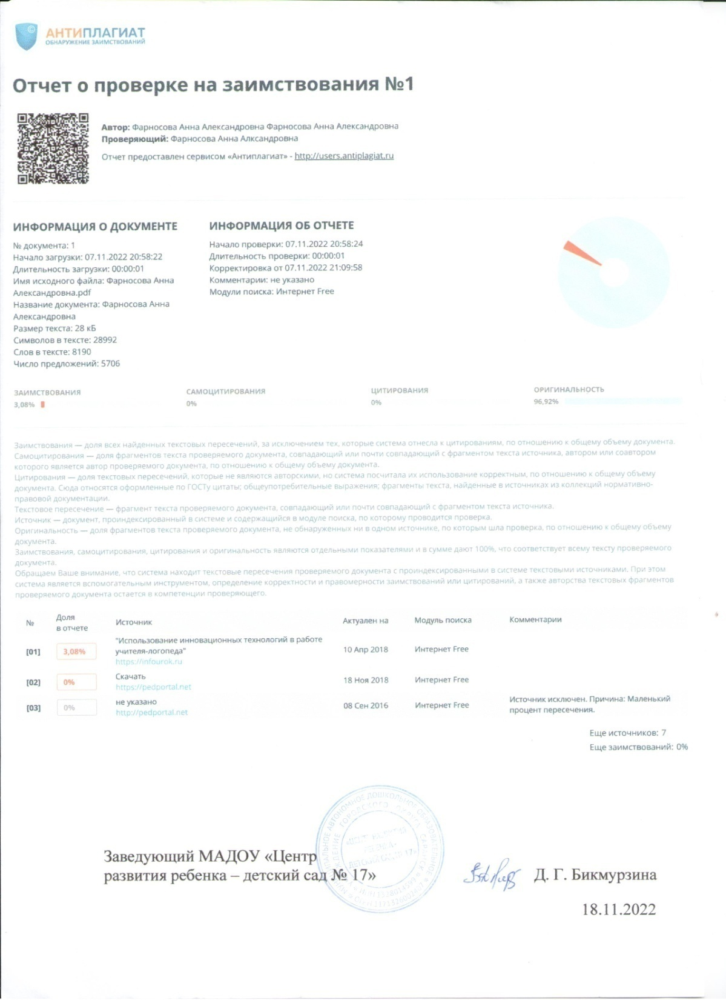 АНТИПЛАГИАТ
ОБНАРУЖЕНИЕ ЗАИМСТВОВАНИЙ
Отчет о проверке на заимствования №1
Автор: Фарносова Анна Александровна Фарносова Анна Александровна
Проверяющий: Фарносова Анна Алксандровна
Отчет предоставлен сервисом «Антиплагиат» - http://users.antiplagiat.ru
ИНФОРМАЦИЯ О ДОКУМЕНТЕ
№ документа: 1
Начало загрузки: 07.11.2022 20:58:22
Длительность загрузки: 00:00:01
Имя исходного файла: Фарносова Анна
Александровна.pdf
Название документа: Фарносова Анна
Александровна
Размер текста: 28 кБ
Символов в тексте: 28992
Слов в тексте: 8190
Число предложений: 5706
ИНФОРМАЦИЯ ОБ ОТЧЕТЕ
Начало проверки: 07.11.2022 20:58:24
Длительность проверки: 00:00:01
Корректировка от 07.11.2022 21:09:58
Комментарии: не указано
Модули поиска: Интернет Free
ЗАИМСТВОВАНИЯ
3,08%
САМОЦИТИРОВАНИЯ
0%
ЦИТИРОВАНИЯ
0%
ОРИГИНАЛЬНОСТЬ
96,92%
Заимствования — доля всех найденных текстовых пересечений, за исключением тех, которые система отнесла к цитированиям, по отношению к общему объему документа.
Самоцитирования — доля фрагментов текста проверяемого документа, совпадающий или почти совпадающий с фрагментом текста источника, автором или соавтором
которого является автор проверяемого документа, по отношению к общему объему документа.
Цитирования — доля текстовых пересечений, которые не являются авторскими, но система посчитала их использование корректным, по отношению к общему объему
документа. Сюда относятся оформленные по ГОСТу цитаты; общеупотребительные выражения; фрагменты текста, найденные в источниках из коллекций нормативно-
правовой документации.
Текстовое пересечение — фрагмент текста проверяемого документа, совпадающий или почти совпадающий с фрагментом текста источника.
Источник — документ, проиндексированный в системе и содержащийся в модуле поиска, по которому проводится проверка.
Оригинальность — доля фрагментов текста проверяемого документа, не обнаруженных ни в одном источнике, по которым шла проверка, по отношению к общему объему
документа.
Заимствования, самоцитирования, цитирования и оригинальность являются отдельными показателями и в сумме дают 100%, что соответствует всему тексту проверяемого
документа.
Обращаем Ваше внимание, что система находит текстовые пересечения проверяемого документа с проиндексированными в системе текстовыми источниками. При этом
система является вспомогательным инструментом, определение корректности и правомерности заимствований или цитирований, а также авторства текстовых фрагментов
проверяемого документа остается в компетенции проверяющего.
№ Доля в отчете Источник Актуален на Модуль поиска Комментарии
[01] 3,08% "Использование инновационных технологий в работе
учителя-логопеда" 10 Апр 2018 Интернет Free
https://infourok.ru
[02] 0% Скачать 18 Ноя 2018 Интернет Free
https://pedportal.net
[03] 0% не указано 08 Сен 2016 Интернет Free Источник исключен. Причина: Маленький
http://pedportal.net процент пересечения.
Еще источников: 7
Еще заимствований: 0%
Заведующий МАДОУ «Центр
развития ребенка – детский сад № 17»
Д. Г. Бикмурзина
18.11.2022